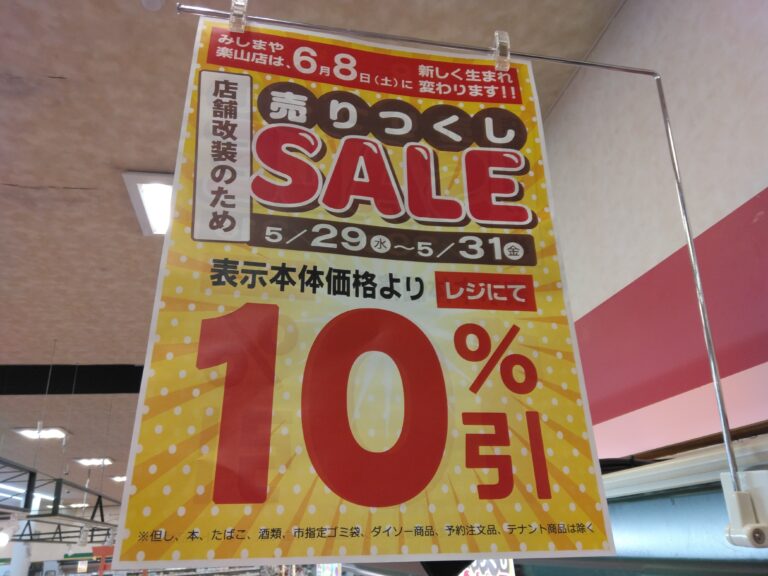 みしまや
楽山店は、6月8日(土)に
新しく生まれ
変わります!!
店舗改装のため
売りつくし
SALE
5/29水～5/31金
表示本体価格より レジにて
10%引
※但し、本、たばこ、酒類、市指定ゴミ袋、ダイソー商品、予約注文品、テナント商品は除く